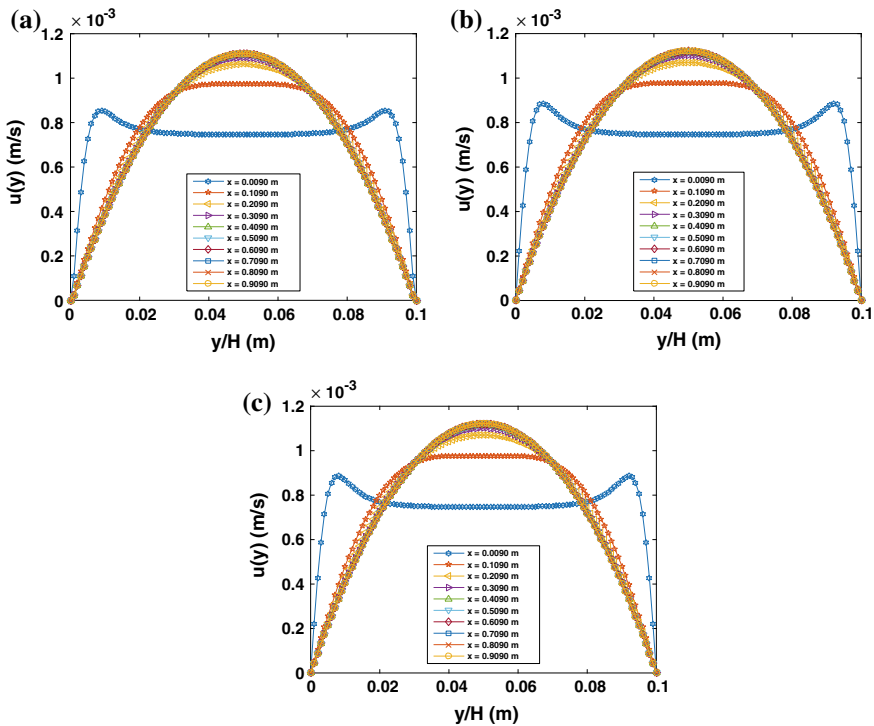 (a)
× 10⁻³
1.2
1
0.8
0.6
0.4
0.2
0
u(y) (m/s)
x = 0.0090 m
x = 0.1090 m
x = 0.2090 m
x = 0.3090 m
x = 0.4090 m
x = 0.5090 m
x = 0.6090 m
x = 0.7090 m
x = 0.8090 m
x = 0.9090 m
0 0.02 0.04 0.06 0.08 0.1
y/H (m)
(b)
× 10⁻³
1.2
1
0.8
0.6
0.4
0.2
0
u(y) (m/s)
x = 0.0090 m
x = 0.1090 m
x = 0.2090 m
x = 0.3090 m
x = 0.4090 m
x = 0.5090 m
x = 0.6090 m
x = 0.7090 m
x = 0.8090 m
x = 0.9090 m
0 0.02 0.04 0.06 0.08 0.1
y/H (m)
(c)
× 10⁻³
1.2
1
0.8
0.6
0.4
0.2
0
u(y) (m/s)
x = 0.0090 m
x = 0.1090 m
x = 0.2090 m
x = 0.3090 m
x = 0.4090 m
x = 0.5090 m
x = 0.6090 m
x = 0.7090 m
x = 0.8090 m
x = 0.9090 m
0 0.02 0.04 0.06 0.08 0.1
y/H (m)